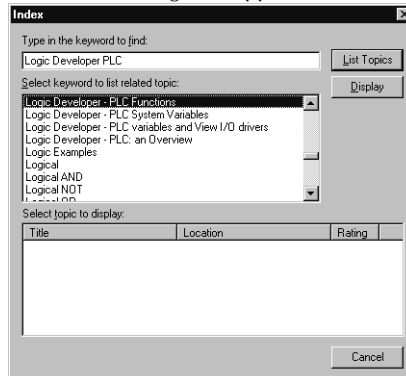 Index
Type in the keyword to find:
Logic Developer PLC
List Topics
Select keyword to list related topic:
Display
Logic Developer - PLC Functions
Logic Developer - PLC System Variables
Logic Developer - PLC variables and View I/O drivers
Logic Developer - PLC: an Overview
Logic Examples
Logical
Logical AND
Logical NOT
Select topic to display:
Title Location Rating
Cancel